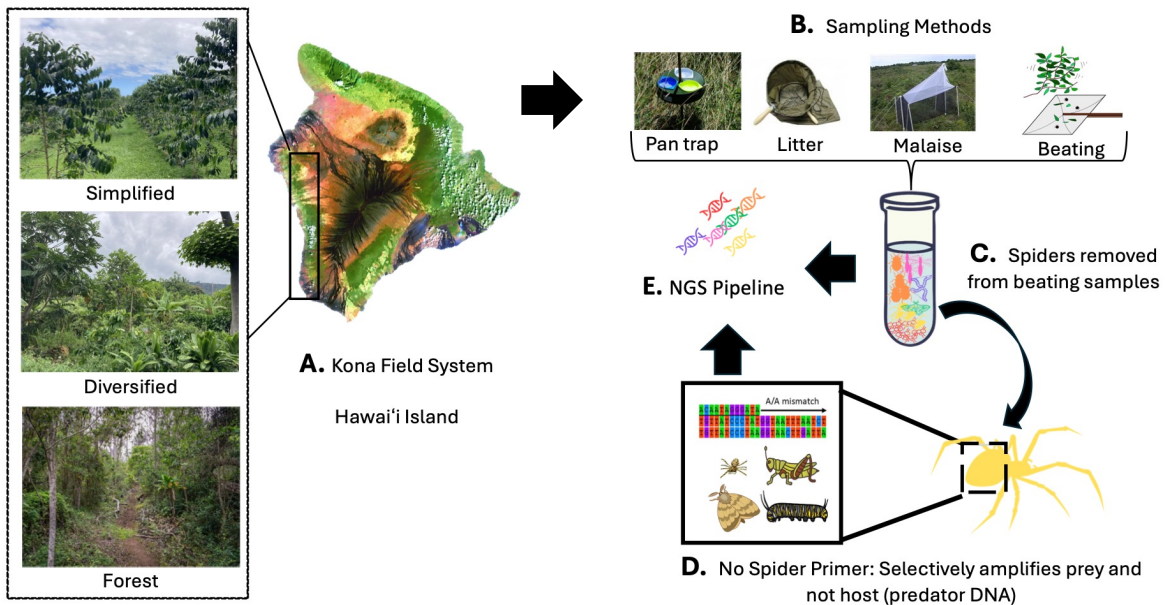 Simplified
Diversified
Forest
A. Kona Field System
Hawaiʻi Island
B. Sampling Methods
Pan trap
Litter
Malaise
Beating
C. Spiders removed
from beating samples
E. NGS Pipeline
A/A mismatch
D. No Spider Primer: Selectively amplifies prey and
not host (predator DNA)